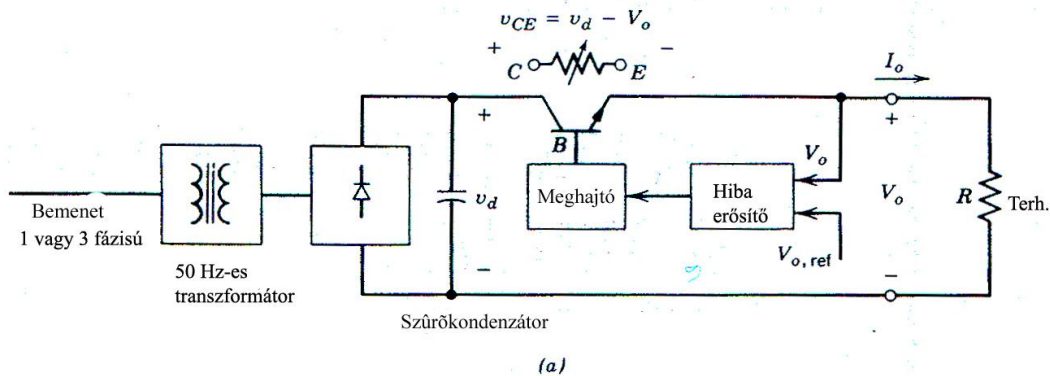 v_CE = v_d − V_o
+ −
C E
I_o
+ B +
V_o
Bemenet
1 vagy 3 fázisú
v_d
Meghajtó
Hiba
erősítő
V_o
R Terh.
V_o, ref
50 Hz-es
transzformátor
− −
Szûrõkondenzátor
(a)